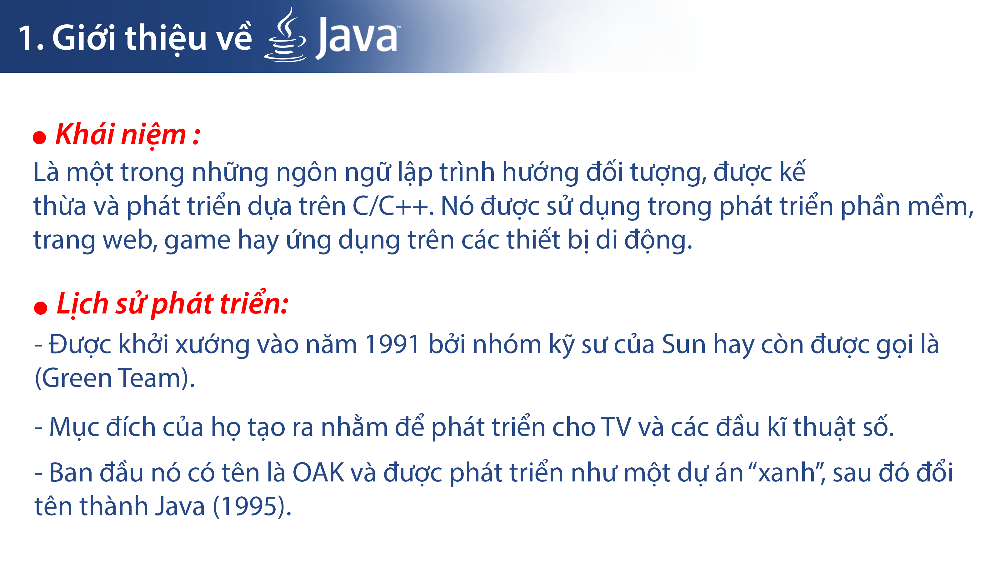 1. Giới thiệu về Java™
• Khái niệm :
Là một trong những ngôn ngữ lập trình hướng đối tượng, được kế
thừa và phát triển dựa trên C/C++. Nó được sử dụng trong phát triển phần mềm,
trang web, game hay ứng dụng trên các thiết bị di động.
• Lịch sử phát triển:
- Được khởi xướng vào năm 1991 bởi nhóm kỹ sư của Sun hay còn được gọi là
(Green Team).
- Mục đích của họ tạo ra nhằm để phát triển cho TV và các đầu kĩ thuật số.
- Ban đầu nó có tên là OAK và được phát triển như một dự án “xanh”, sau đó đổi
tên thành Java (1995).